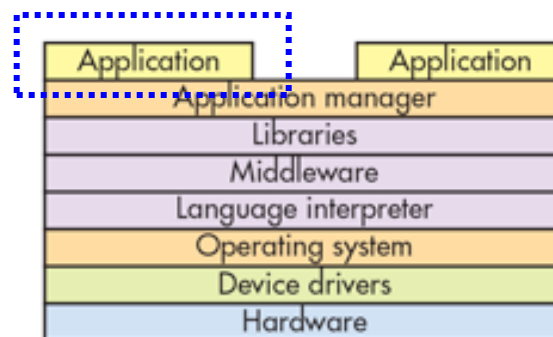 Application Application
Application manager
Libraries
Middleware
Language interpreter
Operating system
Device drivers
Hardware